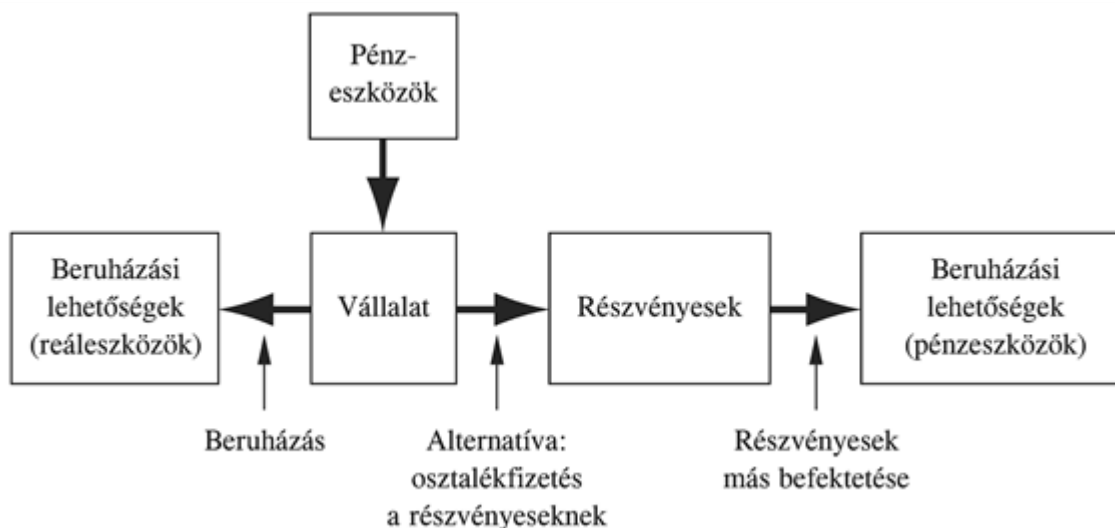 Pénz-
eszközök
Beruházási
lehetőségek
(reáleszközök)
Vállalat
Részvényesek
Beruházási
lehetőségek
(pénzeszközök)
Beruházás
Alternatíva:
osztalékfizetés
a részvényeseknek
Részvényesek
más befektetése